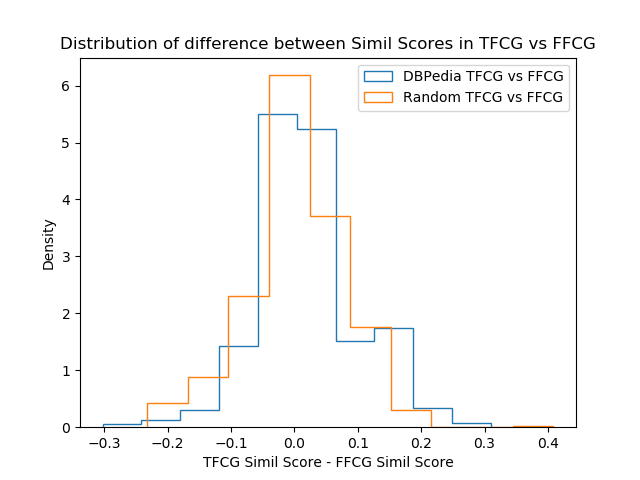 Distribution of difference between Simil Scores in TFCG vs FFCG
DBPedia TFCG vs FFCG
Random TFCG vs FFCG
Density
6
5
4
3
2
1
0
−0.3 −0.2 −0.1 0.0 0.1 0.2 0.3 0.4
TFCG Simil Score - FFCG Simil Score